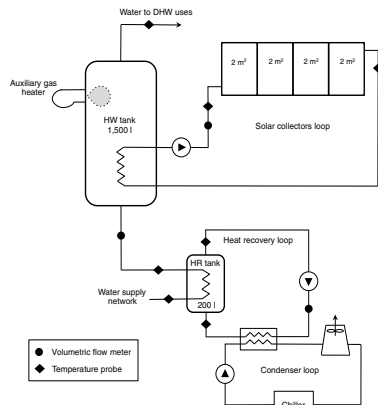 Water to DHW uses
2 m²
2 m²
2 m²
2 m²
Auxiliary gas
heater
HW tank
1,500 l
Solar collectors loop
Heat recovery loop
HR tank
Water supply
network
200 l
Volumetric flow meter
Temperature probe
Condenser loop
Chiller